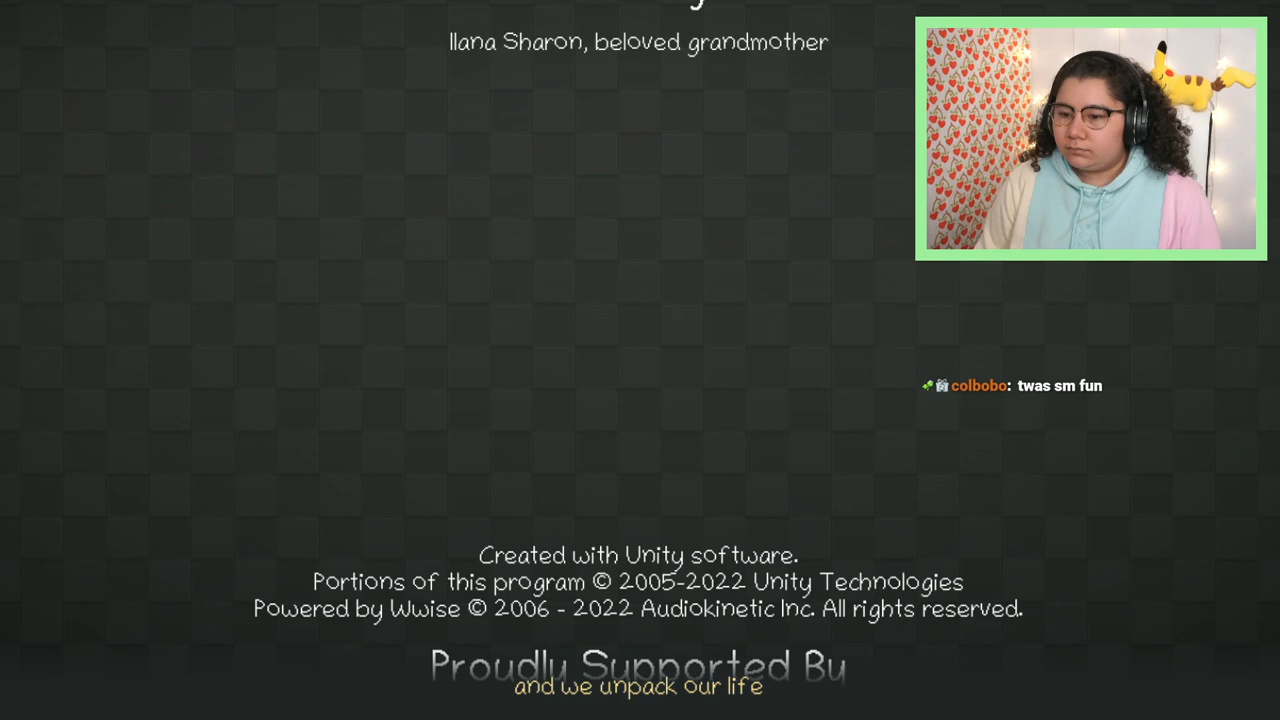 Ilana Sharon, beloved grandmother
colbobo: twas sm fun
Created with Unity software.
Portions of this program © 2005-2022 Unity Technologies
Powered by Wwise © 2006 - 2022 Audiokinetic Inc. All rights reserved.
Proudly Supported By
and we unpack our life